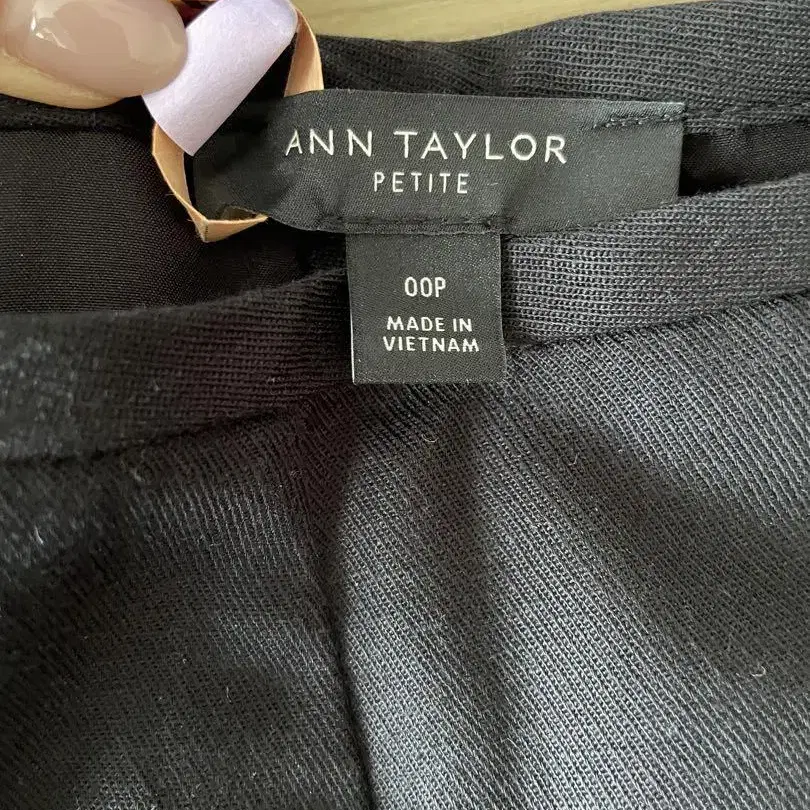 ANN TAYLOR
PETITE
00P
MADE IN
VIETNAM